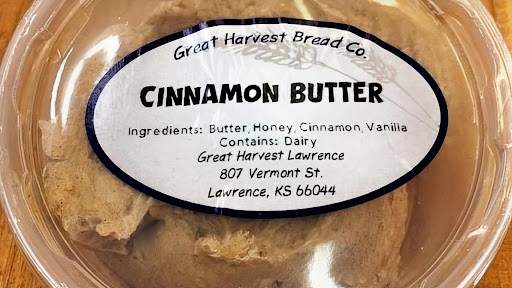 Great Harvest Bread Co.
CINNAMON BUTTER
Ingredients: Butter, Honey, Cinnamon, Vanilla
Contains: Dairy
Great Harvest Lawrence
807 Vermont St.
Lawrence, KS 66044